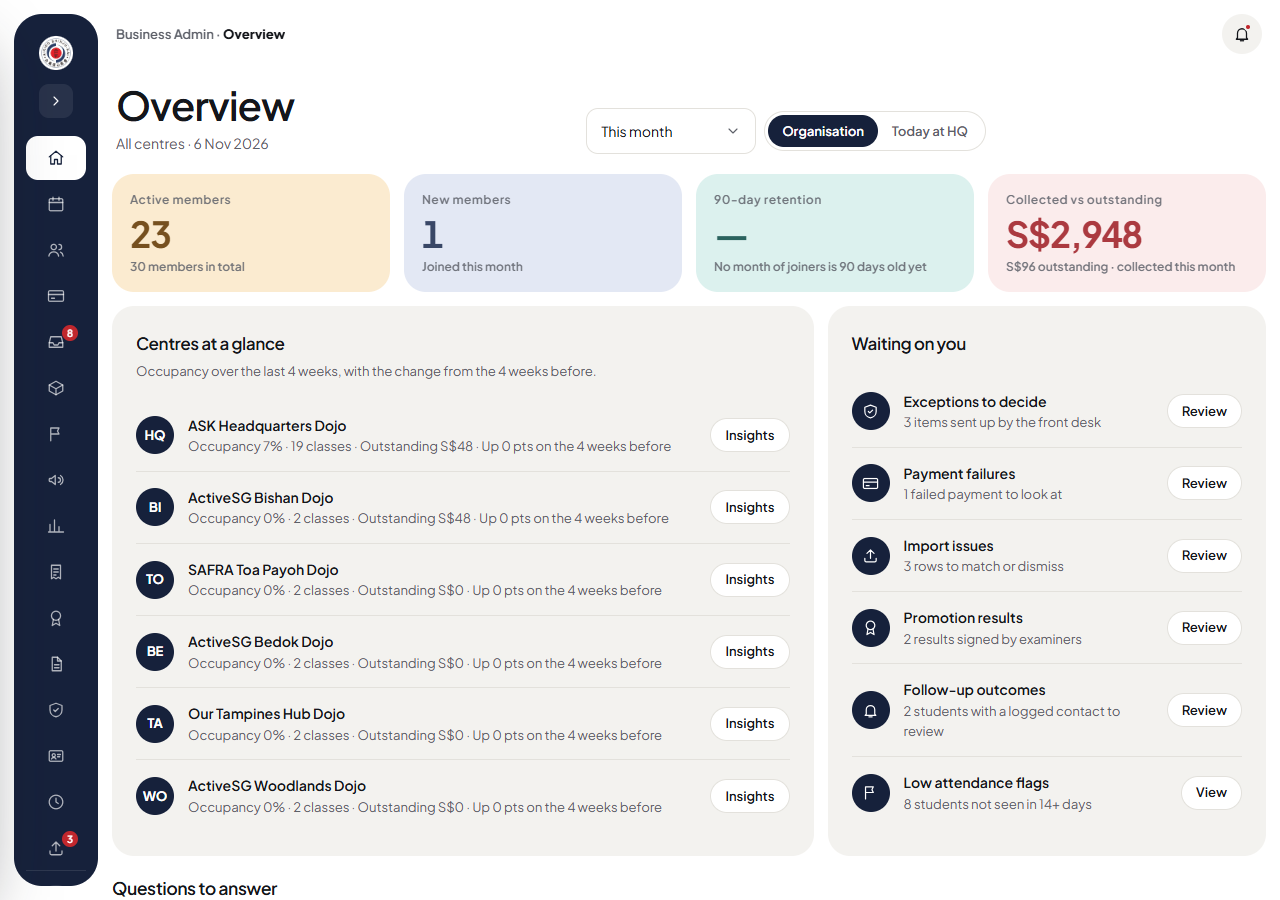 Business Admin · Overview
Overview
All centres · 6 Nov 2026
This month
Organisation
Today at HQ
Active members
23
30 members in total
New members
1
Joined this month
90-day retention
—
No month of joiners is 90 days old yet
Collected vs outstanding
S$2,948
S$96 outstanding · collected this month
8
3
Centres at a glance
Occupancy over the last 4 weeks, with the change from the 4 weeks before.
HQ
ASK Headquarters Dojo
Occupancy 7% · 19 classes · Outstanding S$48 · Up 0 pts on the 4 weeks before
Insights
BI
ActiveSG Bishan Dojo
Occupancy 0% · 2 classes · Outstanding S$48 · Up 0 pts on the 4 weeks before
Insights
TO
SAFRA Toa Payoh Dojo
Occupancy 0% · 2 classes · Outstanding S$0 · Up 0 pts on the 4 weeks before
Insights
BE
ActiveSG Bedok Dojo
Occupancy 0% · 2 classes · Outstanding S$0 · Up 0 pts on the 4 weeks before
Insights
TA
Our Tampines Hub Dojo
Occupancy 0% · 2 classes · Outstanding S$0 · Up 0 pts on the 4 weeks before
Insights
WO
ActiveSG Woodlands Dojo
Occupancy 0% · 2 classes · Outstanding S$0 · Up 0 pts on the 4 weeks before
Insights
Waiting on you
Exceptions to decide
3 items sent up by the front desk
Review
Payment failures
1 failed payment to look at
Review
Import issues
3 rows to match or dismiss
Review
Promotion results
2 results signed by examiners
Review
Follow-up outcomes
2 students with a logged contact to
review
Review
Low attendance flags
8 students not seen in 14+ days
View
Questions to answer